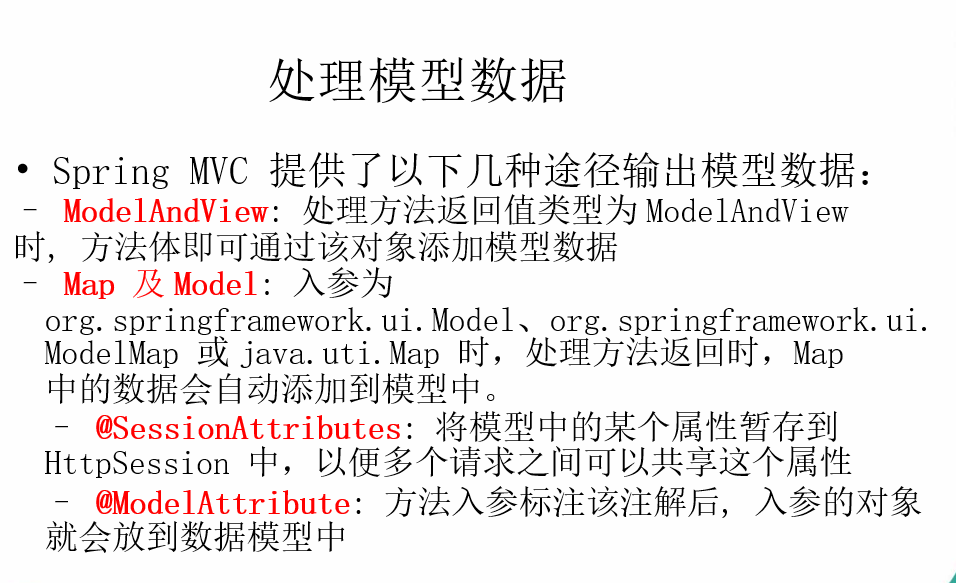 处理模型数据
• Spring MVC 提供了以下几种途径输出模型数据：
– ModelAndView: 处理方法返回值类型为 ModelAndView
时, 方法体即可通过该对象添加模型数据
– Map 及 Model: 入参为
org.springframework.ui.Model、org.springframework.ui.
ModelMap 或 java.uti.Map 时，处理方法返回时，Map
中的数据会自动添加到模型中。
– @SessionAttributes: 将模型中的某个属性暂存到
HttpSession 中，以便多个请求之间可以共享这个属性
– @ModelAttribute: 方法入参标注该注解后, 入参的对象
就会放到数据模型中